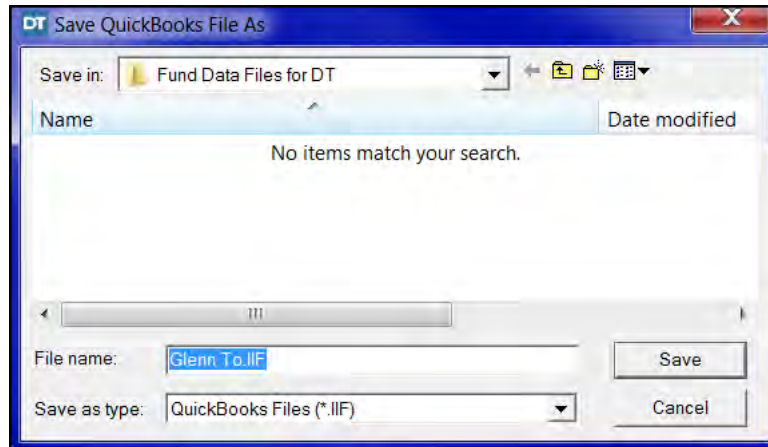 DT Save QuickBooks File As
X
Save in: Fund Data Files for DT
Name Date modified
No items match your search.
File name: Glenn To.IIF Save
Save as type: QuickBooks Files (*.IIF) Cancel